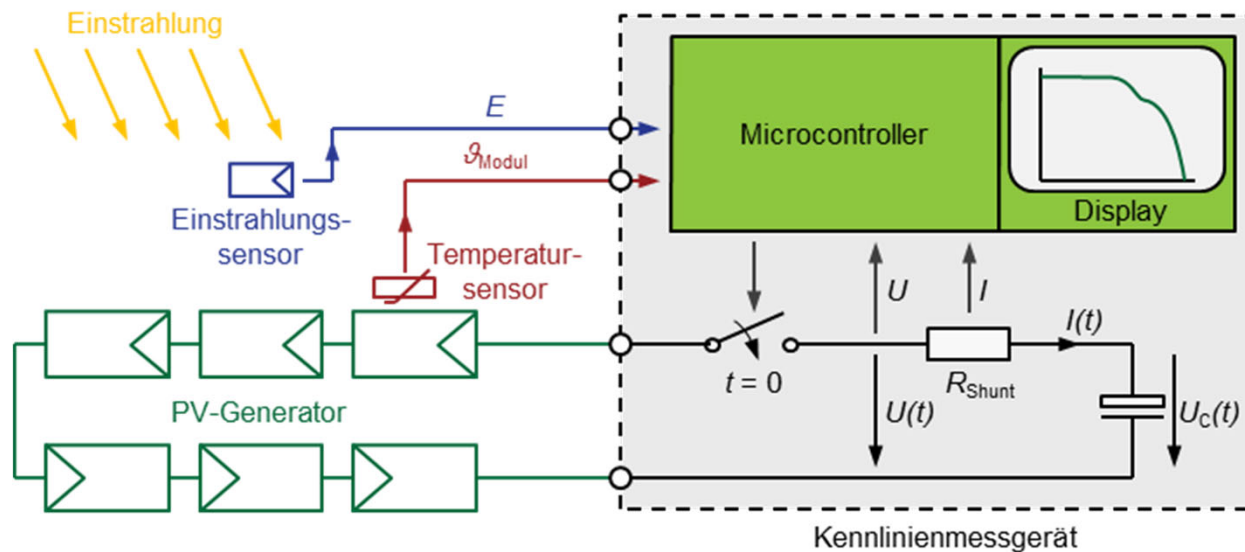 Einstrahlung
E
Microcontroller
ϑModul
Einstrahlungs-
sensor
Display
Temperatur-
sensor
U
I
I(t)
t = 0
RShunt
PV-Generator
U(t)
UC(t)
Kennlinienmessgerät